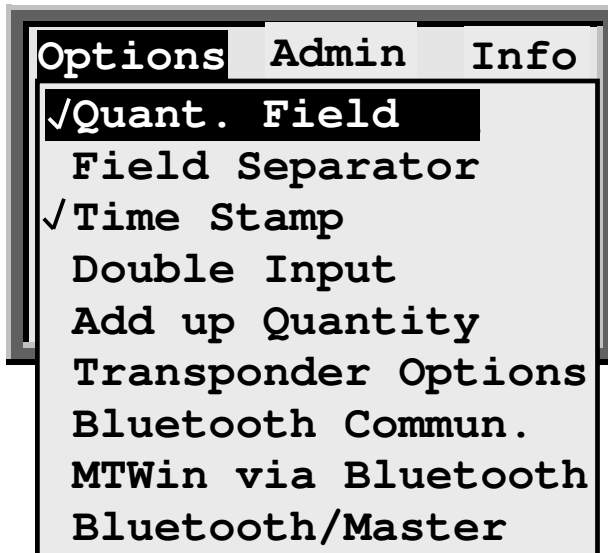 Options Admin Info
√Quant. Field
Field Separator
√Time Stamp
Double Input
Add up Quantity
Transponder Options
Bluetooth Commun.
MTWin via Bluetooth
Bluetooth/Master